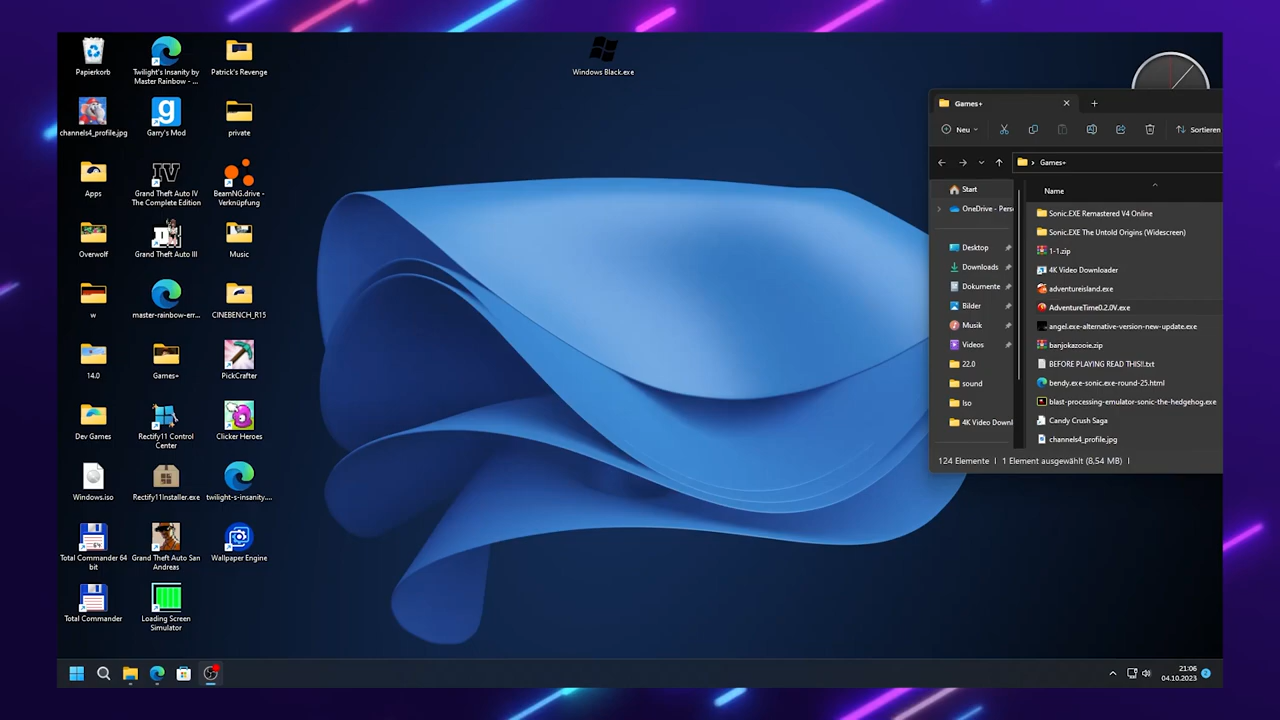 Papierkorb
Twilight's Insanity by
Master Rainbow - ...
Patrick's Revenge
channels4_profile.jpg
Garry's Mod
private
Apps
Grand Theft Auto IV
The Complete Edition
BeamNG.drive -
Verknüpfung
Overwolf
Grand Theft Auto III
Music
w
master-rainbow-err...
CINEBENCH_R15
14.0
Games+
PickCrafter
Dev Games
Rectify11 Control
Center
Clicker Heroes
Windows.iso
Rectify11Installer.exe
twilight-s-insanity....
Total Commander 64
bit
Grand Theft Auto San
Andreas
Wallpaper Engine
Total Commander
Loading Screen
Simulator
Windows Black.exe
Games+
Neu
Sortieren
Games+
Start
OneDrive - Pers
Desktop
Downloads
Dokumente
Bilder
Musik
Videos
22.0
sound
Iso
4K Video Downl
Name
Sonic.EXE Remastered V4 Online
Sonic.EXE The Untold Origins (Widescreen)
1-1.zip
4K Video Downloader
adventureisland.exe
AdventureTime0.2.0V.exe
angel.exe-alternative-version-new-update.exe
banjokazooie.zip
BEFORE PLAYING READ THIS!!.txt
bendy.exe-sonic.exe-round-25.html
blast-processing-emulator-sonic-the-hedgehog.exe
Candy Crush Saga
channels4_profile.jpg
124 Elemente
1 Element ausgewählt (8,54 MB)
21:06
04.10.2023
2